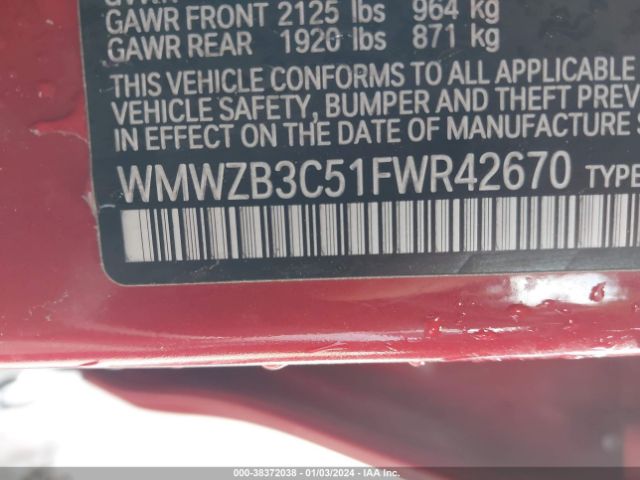 GAWR FRONT 2125 lbs 964 kg
GAWR REAR 1920 lbs 871 kg
THIS VEHICLE CONFORMS TO ALL APPLICABLE
VEHICLE SAFETY, BUMPER AND THEFT PREV
IN EFFECT ON THE DATE OF MANUFACTURE S
WMWZB3C51FWR42670 TYPE
000-38372038 - 01/03/2024 - IAAI.COM